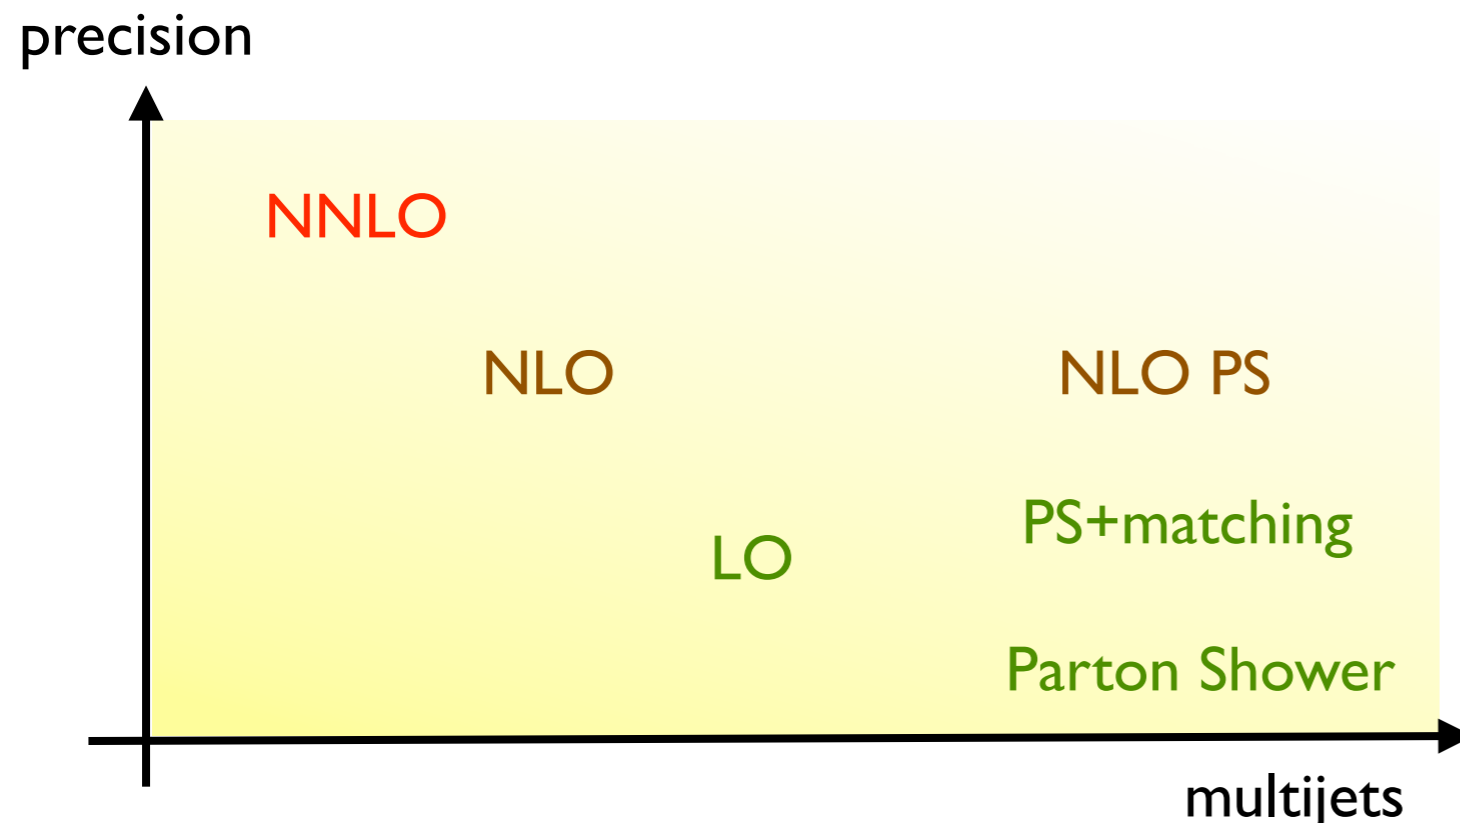 precision
NNLO
NLO
NLO PS
PS+matching
LO
Parton Shower
multijets